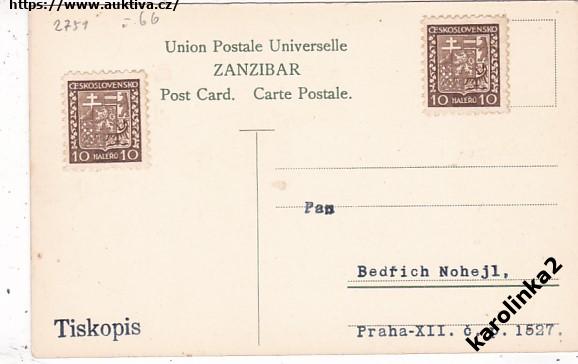 https://www.auktiva.cz/
2751 - 66
Union Postale Universelle
ZANZIBAR
Post Card. Carte Postale.
ČESKOSLOVENSKO
10 HALÉŘŮ 10
ČESKOSLOVENSKO
10 HALÉŘŮ 10
Pan
Bedřich Nohejl,
Tiskopis
Praha-XII. č.p. 1527.
karolinka2